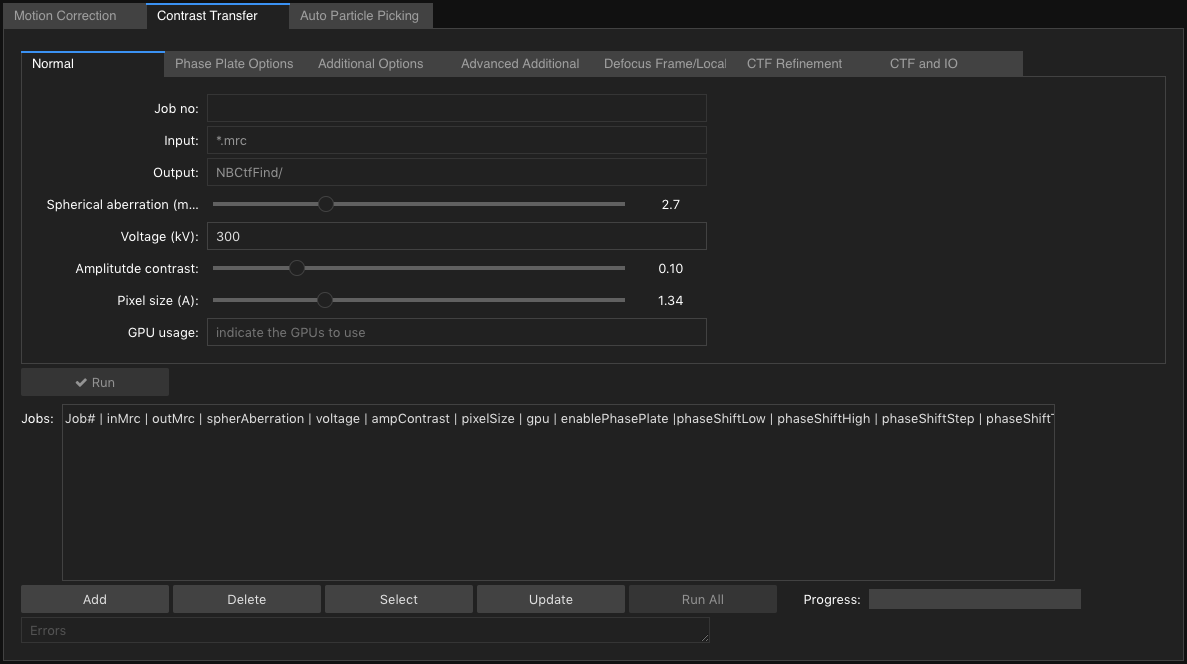 Motion Correction Contrast Transfer Auto Particle Picking
Normal Phase Plate Options Additional Options Advanced Additional Defocus Frame/Local CTF Refinement CTF and IO
Job no:
Input: *.mrc
Output: NBCtfFind/
Spherical aberration (m... 2.7
Voltage (kV): 300
Amplitutde contrast: 0.10
Pixel size (A): 1.34
GPU usage: indicate the GPUs to use
Run
Jobs: Job# | inMrc | outMrc | spherAberration | voltage | ampContrast | pixelSize | gpu | enablePhasePlate |phaseShiftLow | phaseShiftHigh | phaseShiftStep | phaseShift
Add Delete Select Update Run All Progress:
Errors